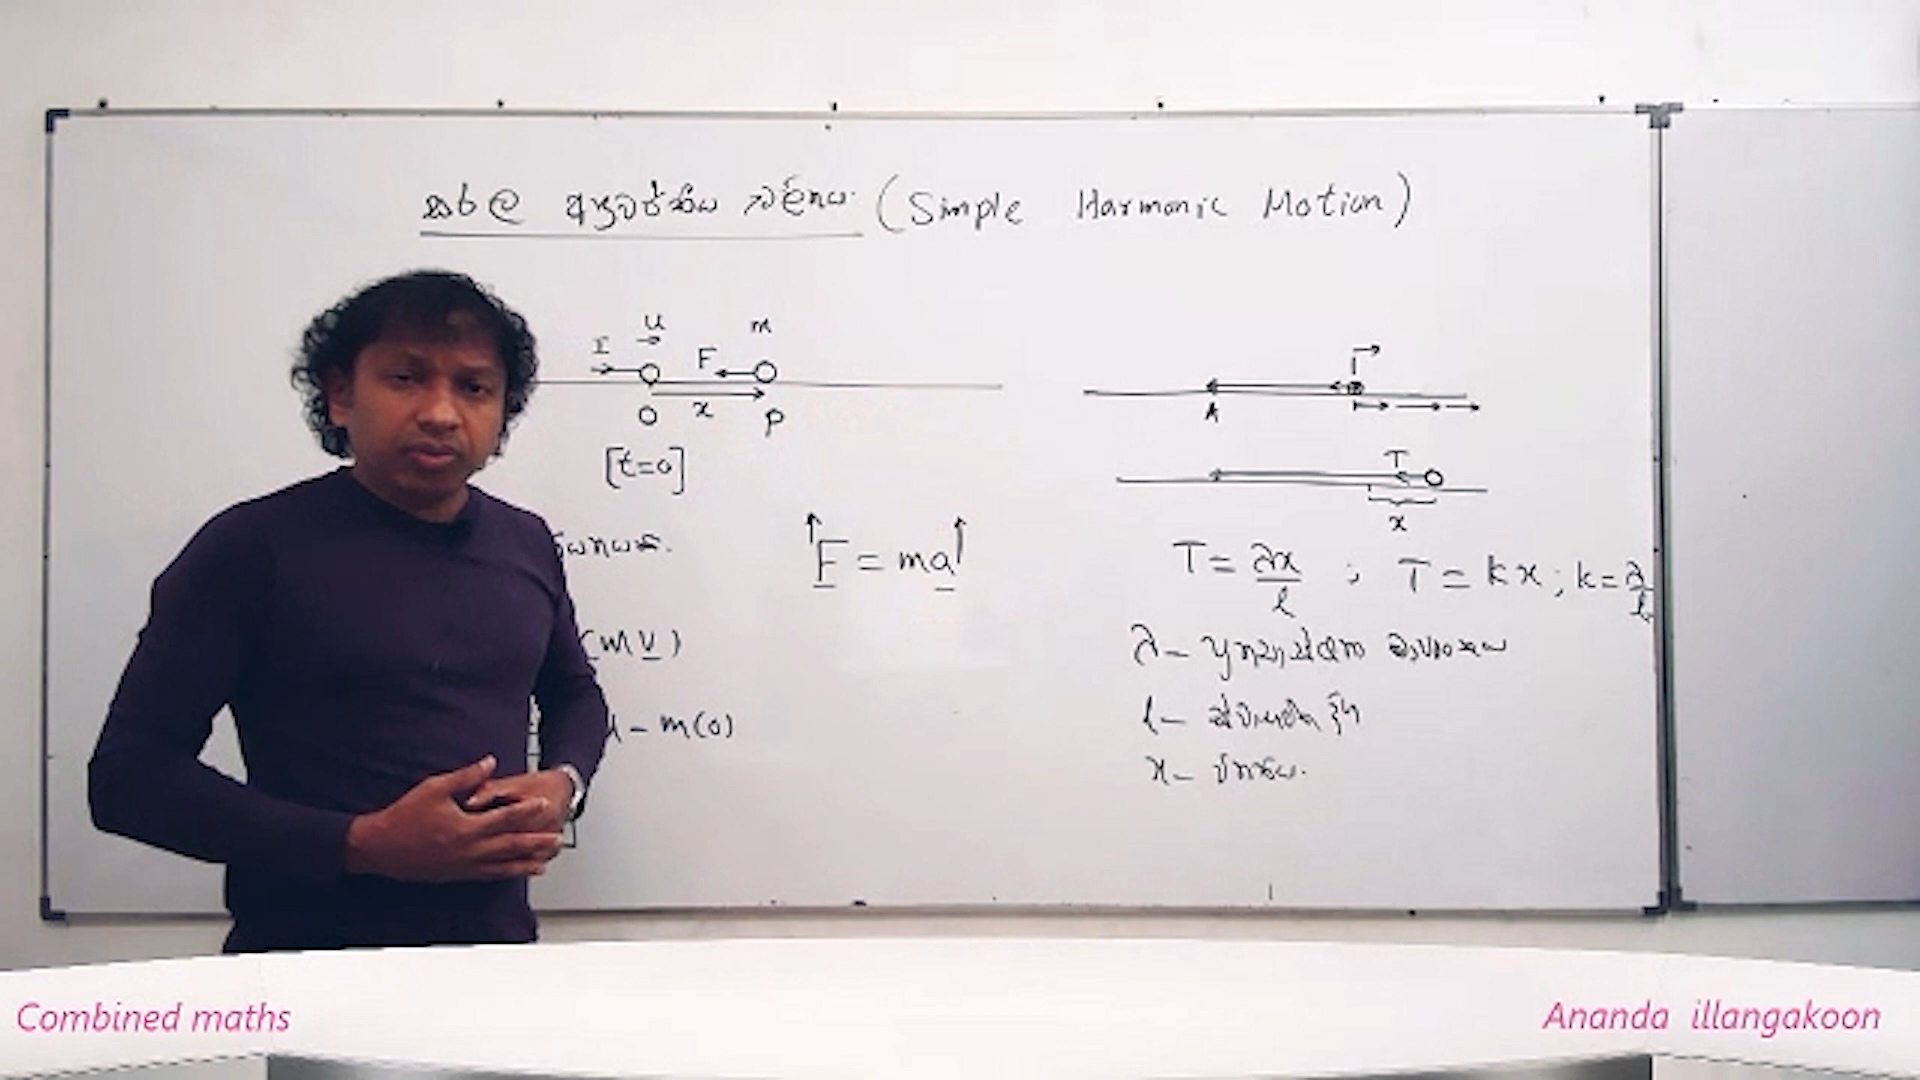 සරල අනුවර්තීය චලිතය (Simple Harmonic Motion)
I u F m
O x P
[t=0]
A
T
x
F = ma
T = λx/l ; T = kx ; k = λ/l
(mv)
λ – ප්‍රත්‍යාස්ථතා මාපාංකය
u – m(0)
l – ස්වාභාවික දිග
x – විතතිය.
Combined maths
Ananda illangakoon